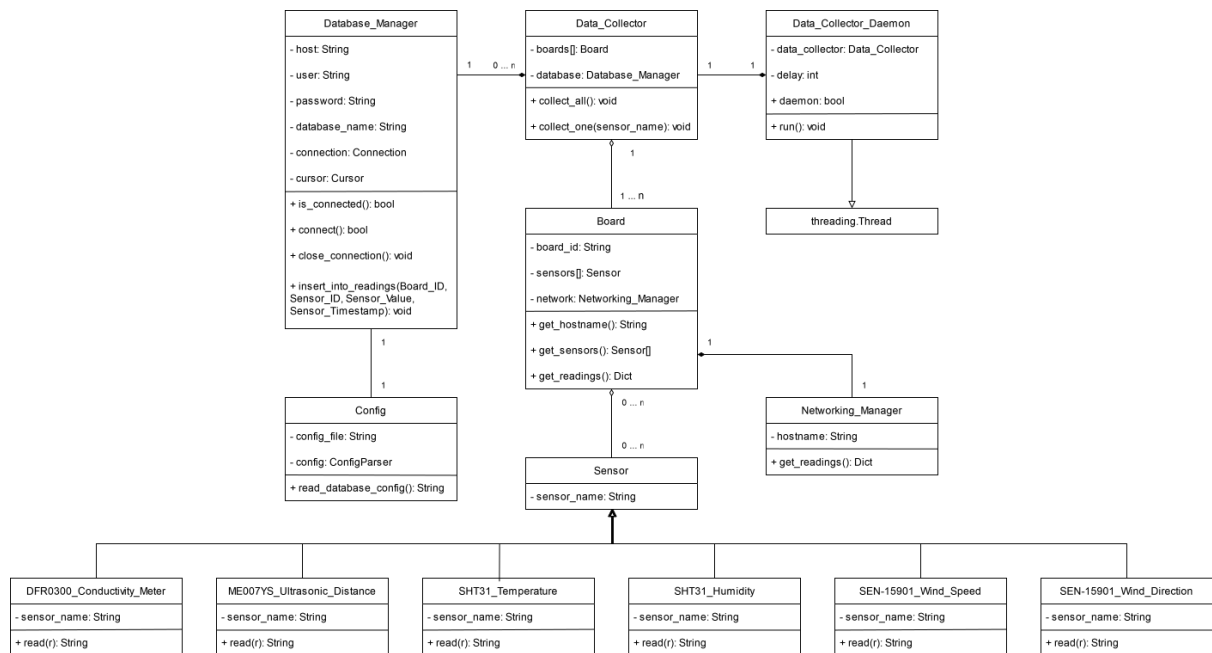 Database_Manager
- host: String
- user: String
- password: String
- database_name: String
- connection: Connection
- cursor: Cursor
+ is_connected(): bool
+ connect(): bool
+ close_connection(): void
+ insert_into_readings(Board_ID,
Sensor_ID, Sensor_Value,
Sensor_Timestamp): void
1
0 ... n
Data_Collector
- boards[]: Board
- database: Database_Manager
+ collect_all(): void
+ collect_one(sensor_name): void
1
1
Data_Collector_Daemon
- data_collector: Data_Collector
- delay: int
+ daemon: bool
+ run(): void
threading.Thread
1
1 ... n
Board
- board_id: String
- sensors[]: Sensor
- network: Networking_Manager
+ get_hostname(): String
+ get_sensors(): Sensor[]
+ get_readings(): Dict
1
1
1
1
Config
- config_file: String
- config: ConfigParser
+ read_database_config(): String
0 ... n
0 ... n
Networking_Manager
- hostname: String
+ get_readings(): Dict
Sensor
- sensor_name: String
DFR0300_Conductivity_Meter
- sensor_name: String
+ read(r): String
ME007YS_Ultrasonic_Distance
- sensor_name: String
+ read(r): String
SHT31_Temperature
- sensor_name: String
+ read(r): String
SHT31_Humidity
- sensor_name: String
+ read(r): String
SEN-15901_Wind_Speed
- sensor_name: String
+ read(r): String
SEN-15901_Wind_Direction
- sensor_name: String
+ read(r): String